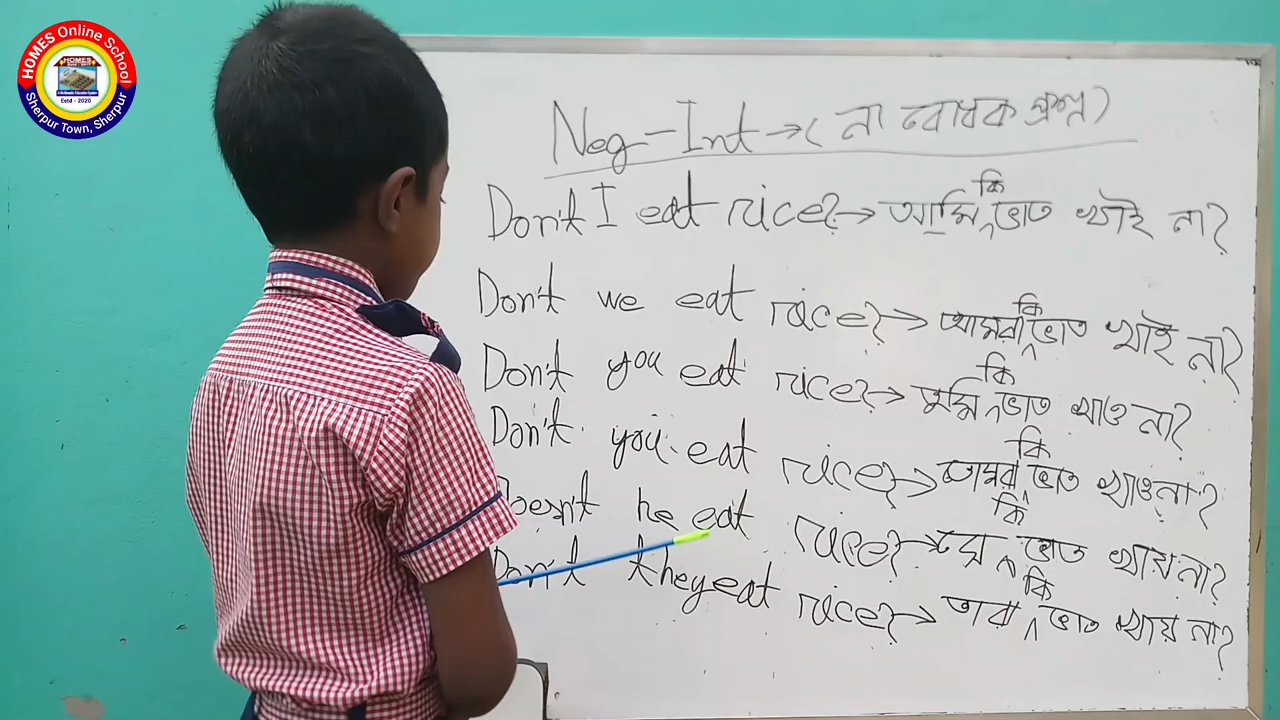 HOMES Online School
HOMES
Estd - 2020
Sherpur Town, Sherpur
Neg-Int → (না বোধক প্রশ্ন)
Don't I eat rice? → আমি কি ভাত খাই না?
Don't we eat rice? → আমরা কি ভাত খাই না?
Don't you eat rice? → তুমি কি ভাত খাও না?
Don't you eat rice? → তোমরা কি ভাত খাও না?
Doesn't he eat rice? → সে কি ভাত খায় না?
Don't they eat rice? → তারা কি ভাত খায় না?